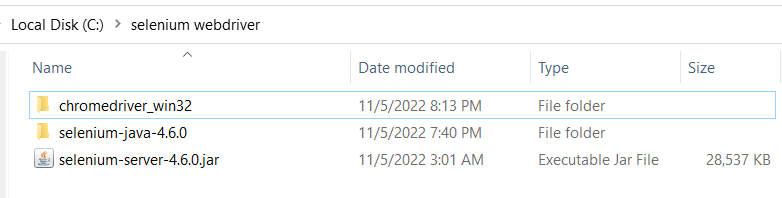 Local Disk (C:) > selenium webdriver
Name Date modified Type Size
chromedriver_win32 11/5/2022 8:13 PM File folder
selenium-java-4.6.0 11/5/2022 7:40 PM File folder
selenium-server-4.6.0.jar 11/5/2022 3:01 AM Executable Jar File 28,537 KB